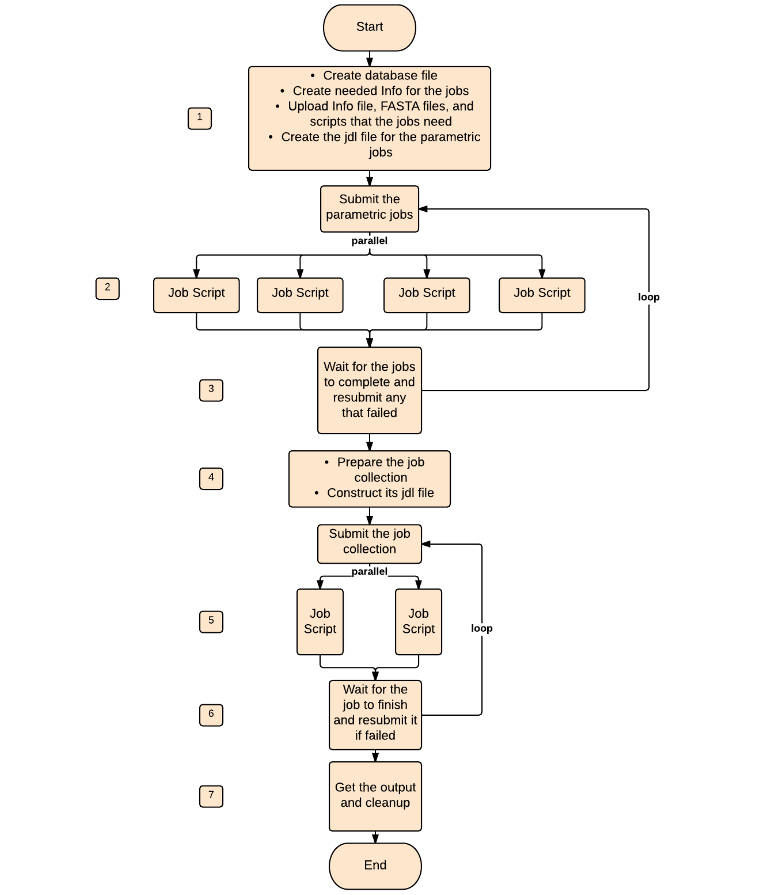 Start
• Create database file
• Create needed Info for the jobs
• Upload Info file, FASTA files, and
scripts that the jobs need
• Create the jdl file for the parametric
jobs
1
Submit the
parametric jobs
parallel
2
Job Script
Job Script
Job Script
Job Script
loop
3
Wait for the jobs
to complete and
resubmit any
that failed
4
• Prepare the job
collection
• Construct its jdl file
Submit the job
collection
parallel
5
Job
Script
Job
Script
loop
6
Wait for the
job to finish
and resubmit it
if failed
7
Get the output
and cleanup
End